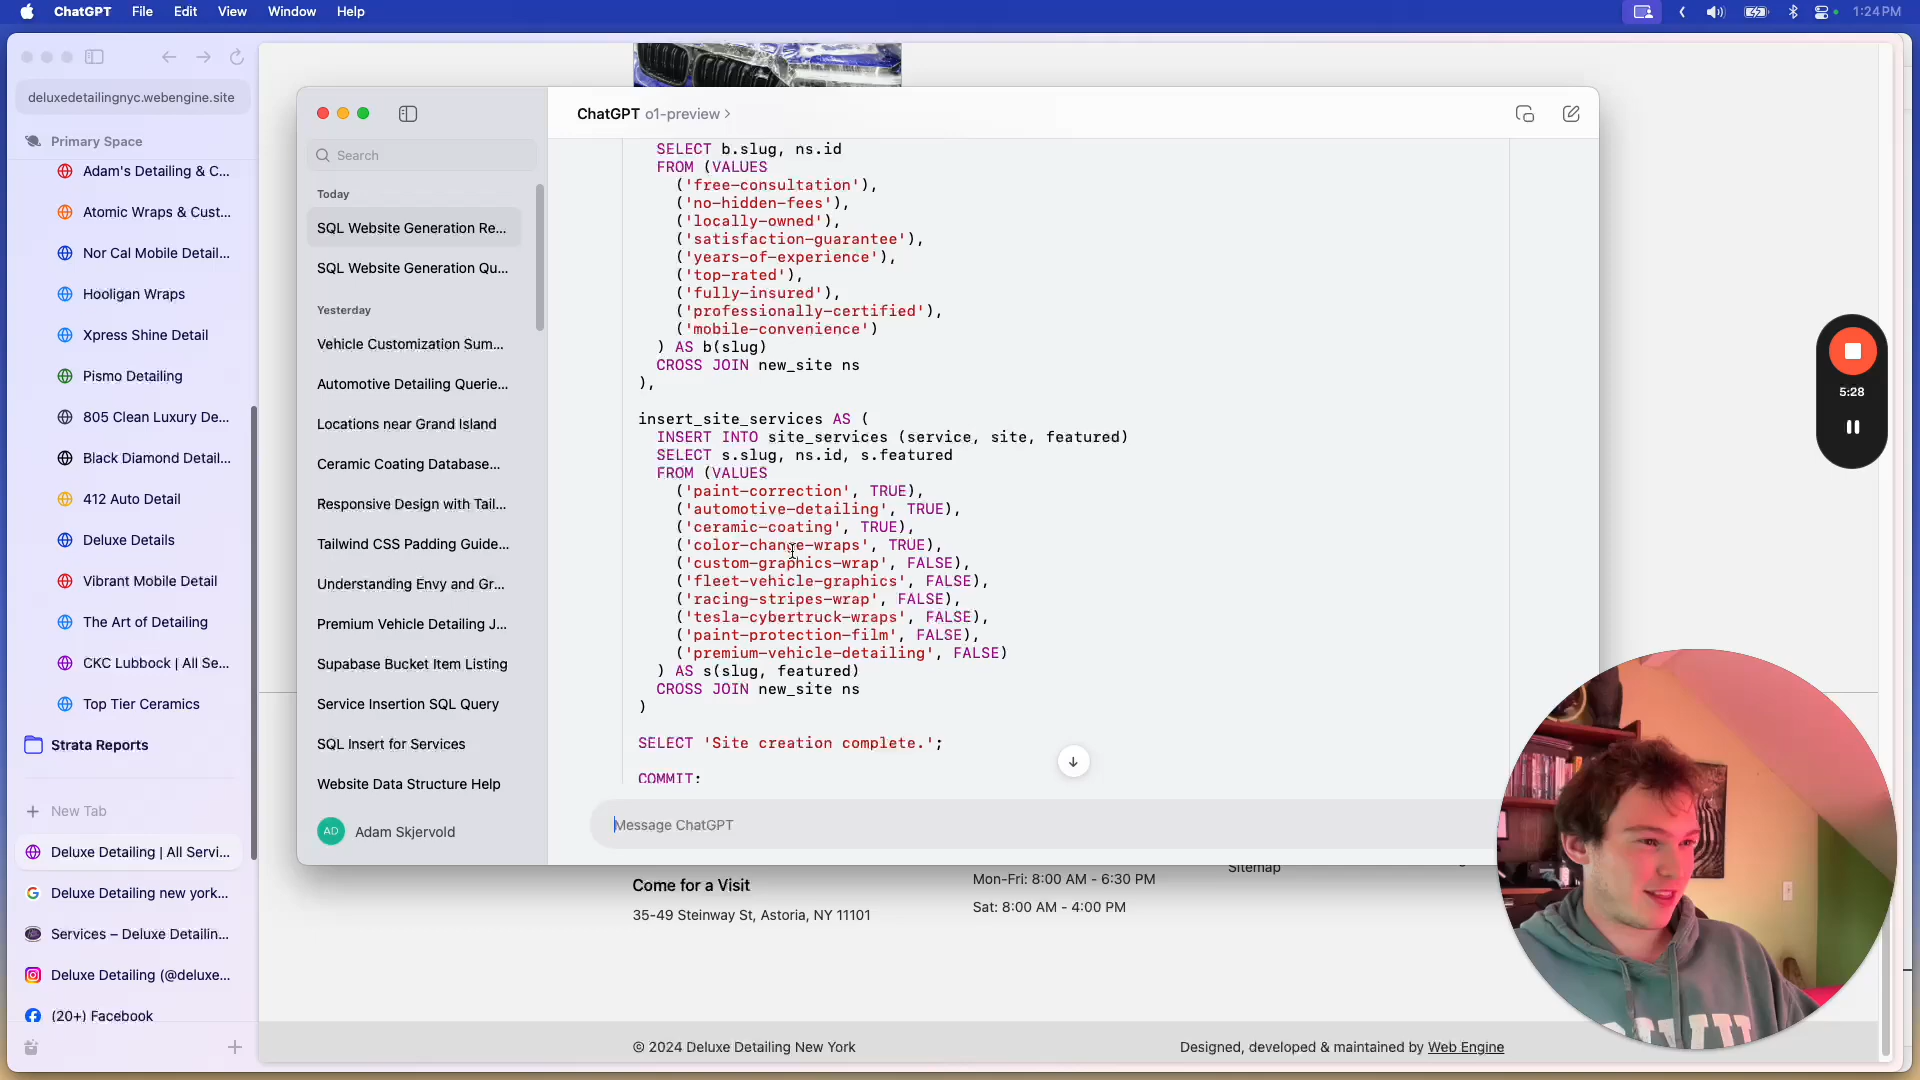 ChatGPT File Edit View Window Help
1:24 PM
deluxedetailingnyc.webengine.site
Primary Space
Adam's Detailing & C...
Atomic Wraps & Cust...
Nor Cal Mobile Detail...
Hooligan Wraps
Xpress Shine Detail
Pismo Detailing
805 Clean Luxury De...
Black Diamond Detail...
412 Auto Detail
Deluxe Details
Vibrant Mobile Detail
The Art of Detailing
CKC Lubbock | All Se...
Top Tier Ceramics
Strata Reports
New Tab
Deluxe Detailing | All Servi...
Deluxe Detailing new york...
Services – Deluxe Detailin...
Deluxe Detailing (@deluxe...
(20+) Facebook
Search
Today
SQL Website Generation Re...
SQL Website Generation Qu...
Yesterday
Vehicle Customization Sum...
Automotive Detailing Querie...
Locations near Grand Island
Ceramic Coating Database...
Responsive Design with Tail...
Tailwind CSS Padding Guide...
Understanding Envy and Gr...
Premium Vehicle Detailing J...
Supabase Bucket Item Listing
Service Insertion SQL Query
SQL Insert for Services
Website Data Structure Help
AD Adam Skjervold
ChatGPT o1-preview >
SELECT b.slug, ns.id
FROM (VALUES
('free-consultation'),
('no-hidden-fees'),
('locally-owned'),
('satisfaction-guarantee'),
('years-of-experience'),
('top-rated'),
('fully-insured'),
('professionally-certified'),
('mobile-convenience')
) AS b(slug)
CROSS JOIN new_site ns
),
insert_site_services AS (
INSERT INTO site_services (service, site, featured)
SELECT s.slug, ns.id, s.featured
FROM (VALUES
('paint-correction', TRUE),
('automotive-detailing', TRUE),
('ceramic-coating', TRUE),
('color-change-wraps', TRUE),
('custom-graphics-wrap', FALSE),
('fleet-vehicle-graphics', FALSE),
('racing-stripes-wrap', FALSE),
('tesla-cybertruck-wraps', FALSE),
('paint-protection-film', FALSE),
('premium-vehicle-detailing', FALSE)
) AS s(slug, featured)
CROSS JOIN new_site ns
)
SELECT 'Site creation complete.';
COMMIT;
Message ChatGPT
5:28
Come for a Visit
35-49 Steinway St, Astoria, NY 11101
Mon-Fri: 8:00 AM - 6:30 PM
Sat: 8:00 AM - 4:00 PM
Sitemap
© 2024 Deluxe Detailing New York
Designed, developed & maintained by Web Engine